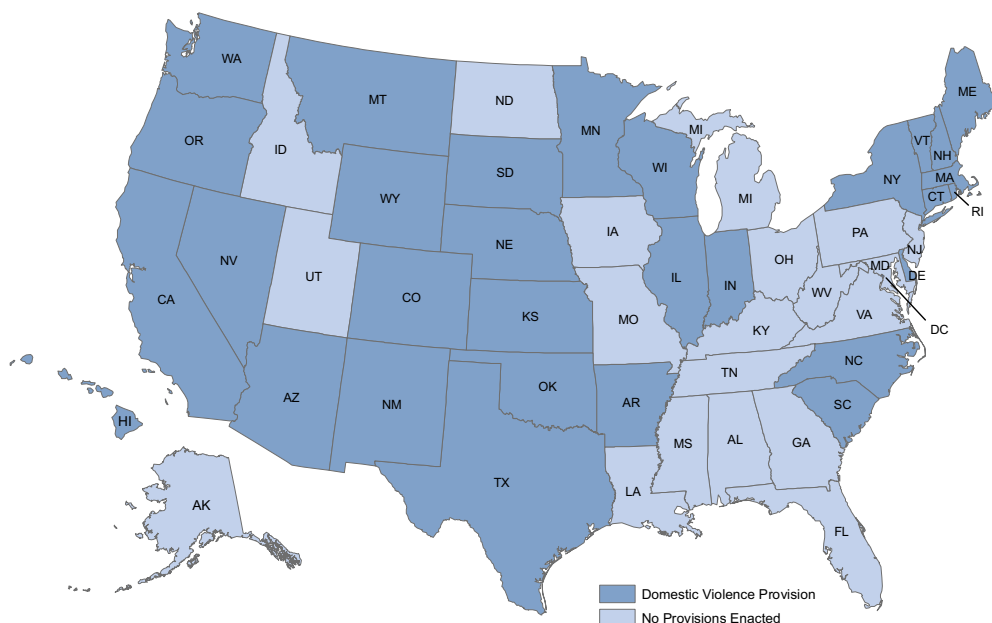 WA
ME
MT
ND
MN
VT
MI
OR
NH
ID
WI
SD
MA
NY
WY
CT
MI
RI
IA
PA
NE
NJ
OH
NV
MD
UT
IL
IN
DE
CO
WV
CA
VA
KS
MO
KY
DC
NC
TN
OK
AZ
NM
AR
SC
HI
MS
AL
GA
TX
LA
AK
FL
Domestic Violence Provision
No Provisions Enacted